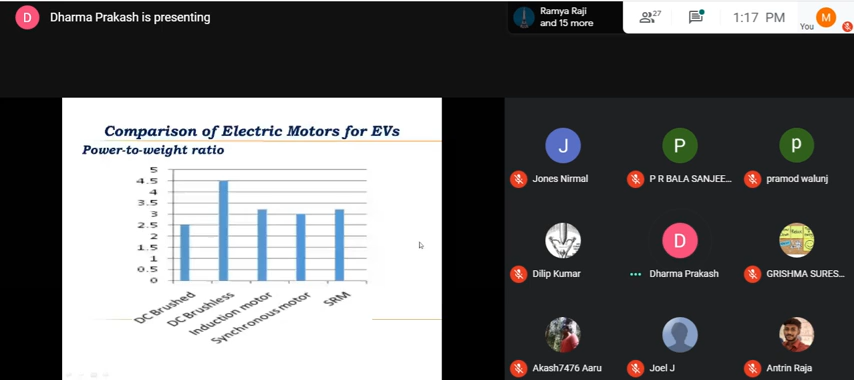 D
Dharma Prakash is presenting
Ramya Raji
and 15 more
27
1:17 PM
You
M
Comparison of Electric Motors for EVs
Power-to-weight ratio
5
4.5
4
3.5
3
2.5
2
1.5
1
0.5
0
DC Brushed
DC Brushless
Induction motor
Synchronous motor
SRM
J
Jones Nirmal
P
P R BALA SANJEE...
p
pramod walunj
Dilip Kumar
D
Dharma Prakash
GRISHMA SURES...
Akash7476 Aaru
Joel J
Antrin Raja